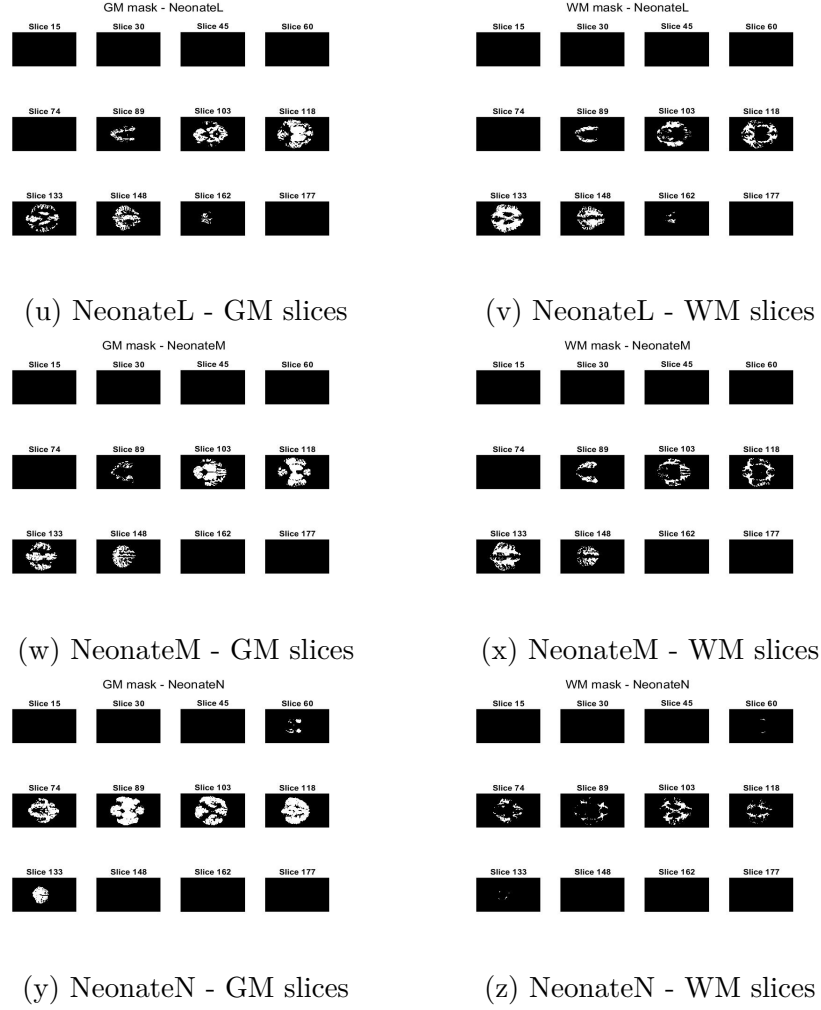 GM mask - NeonateL
Slice 15 Slice 30 Slice 45 Slice 60
Slice 74 Slice 89 Slice 103 Slice 118
Slice 133 Slice 148 Slice 162 Slice 177
(u) NeonateL - GM slices
WM mask - NeonateL
Slice 15 Slice 30 Slice 45 Slice 60
Slice 74 Slice 89 Slice 103 Slice 118
Slice 133 Slice 148 Slice 162 Slice 177
(v) NeonateL - WM slices
GM mask - NeonateM
Slice 15 Slice 30 Slice 45 Slice 60
Slice 74 Slice 89 Slice 103 Slice 118
Slice 133 Slice 148 Slice 162 Slice 177
(w) NeonateM - GM slices
WM mask - NeonateM
Slice 15 Slice 30 Slice 45 Slice 60
Slice 74 Slice 89 Slice 103 Slice 118
Slice 133 Slice 148 Slice 162 Slice 177
(x) NeonateM - WM slices
GM mask - NeonateN
Slice 15 Slice 30 Slice 45 Slice 60
Slice 74 Slice 89 Slice 103 Slice 118
Slice 133 Slice 148 Slice 162 Slice 177
(y) NeonateN - GM slices
WM mask - NeonateN
Slice 15 Slice 30 Slice 45 Slice 60
Slice 74 Slice 89 Slice 103 Slice 118
Slice 133 Slice 148 Slice 162 Slice 177
(z) NeonateN - WM slices